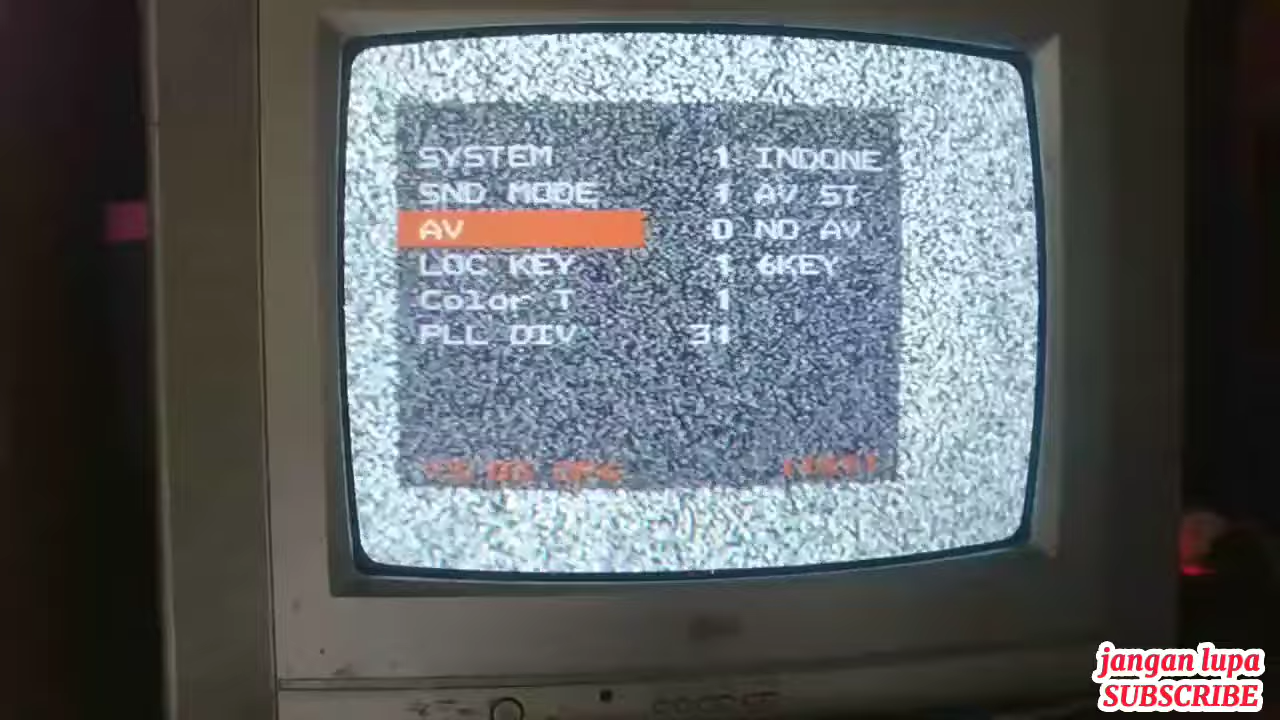 SYSTEM 1 INDONE
SND MODE 1 AV ST
AV 0 NO AV
LOC KEY 1 6KEY
Color T 1
PLL DIV 31
jangan lupa
SUBSCRIBE